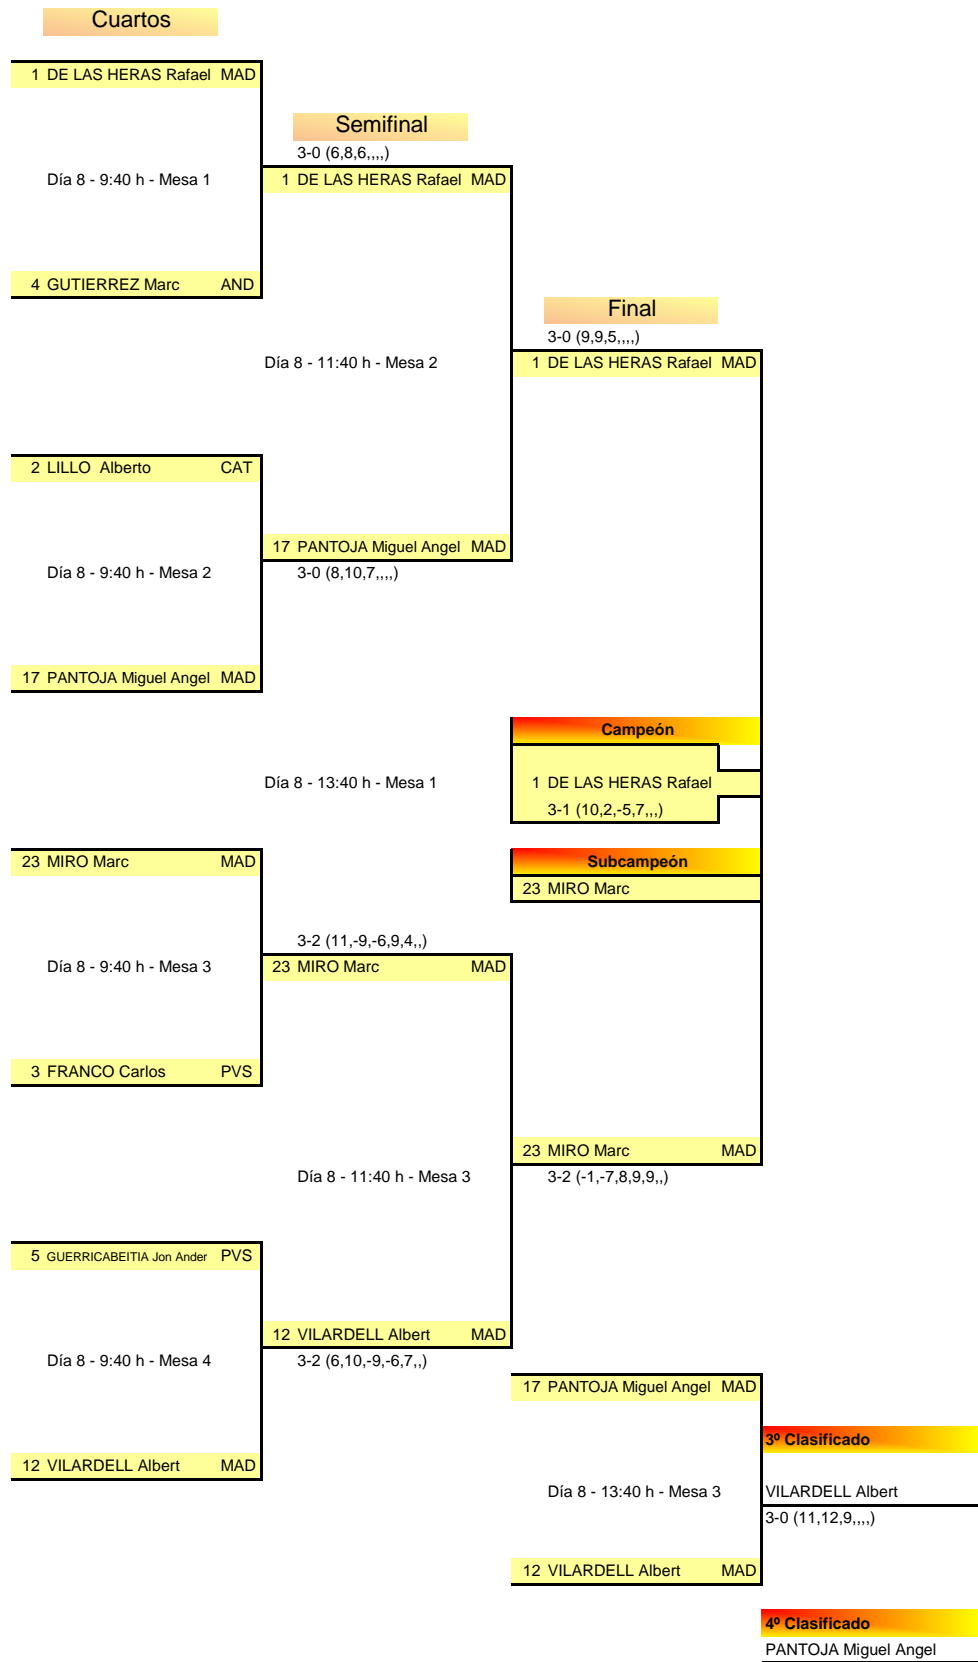 Cuartos
1 DE LAS HERAS Rafael MAD
Semifinal
3-0 (6,8,6,,,,)
Día 8 - 9:40 h - Mesa 1
1 DE LAS HERAS Rafael MAD
4 GUTIERREZ Marc AND
Final
3-0 (9,9,5,,,,)
Día 8 - 11:40 h - Mesa 2
1 DE LAS HERAS Rafael MAD
2 LILLO  Alberto CAT
17 PANTOJA Miguel Angel MAD
Día 8 - 9:40 h - Mesa 2
3-0 (8,10,7,,,,)
17 PANTOJA Miguel Angel MAD
Campeón
Día 8 - 13:40 h - Mesa 1
1 DE LAS HERAS Rafael
3-1 (10,2,-5,7,,,)
23 MIRO Marc MAD
Subcampeón
23 MIRO Marc
3-2 (11,-9,-6,9,4,,)
Día 8 - 9:40 h - Mesa 3
23 MIRO Marc MAD
3 FRANCO Carlos PVS
23 MIRO Marc MAD
Día 8 - 11:40 h - Mesa 3
3-2 (-1,-7,8,9,9,,)
5 GUERRICABEITIA Jon Ander PVS
12 VILARDELL Albert MAD
Día 8 - 9:40 h - Mesa 4
3-2 (6,10,-9,-6,7,,)
17 PANTOJA Miguel Angel MAD
3º Clasificado
12 VILARDELL Albert MAD
Día 8 - 13:40 h - Mesa 3
VILARDELL Albert
3-0 (11,12,9,,,,)
12 VILARDELL Albert MAD
4º Clasificado
PANTOJA Miguel Angel